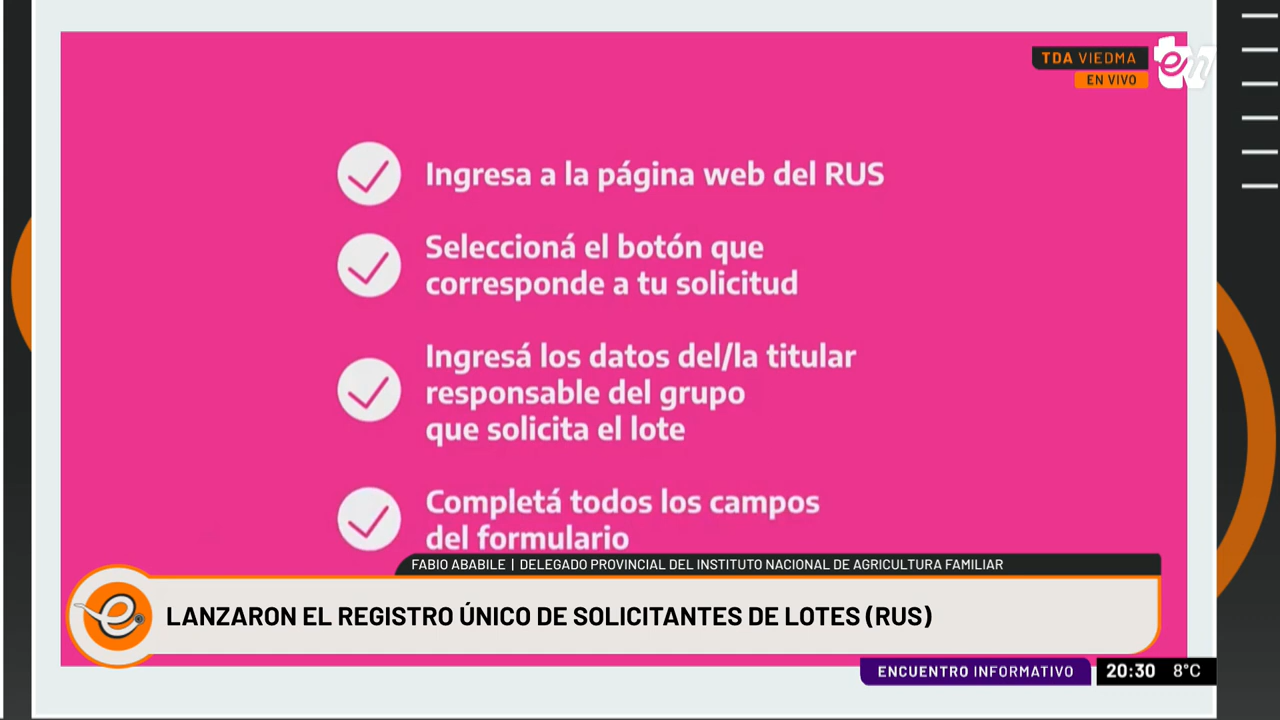 TDA VIEDMA
EN VIVO
em
Ingresa a la página web del RUS
Seleccioná el botón que
corresponde a tu solicitud
Ingresá los datos del/la titular
responsable del grupo
que solicita el lote
Completá todos los campos
del formulario
FABIO ABABILE | DELEGADO PROVINCIAL DEL INSTITUTO NACIONAL DE AGRICULTURA FAMILIAR
e
LANZARON EL REGISTRO ÚNICO DE SOLICITANTES DE LOTES (RUS)
ENCUENTRO INFORMATIVO
20:30 8°C